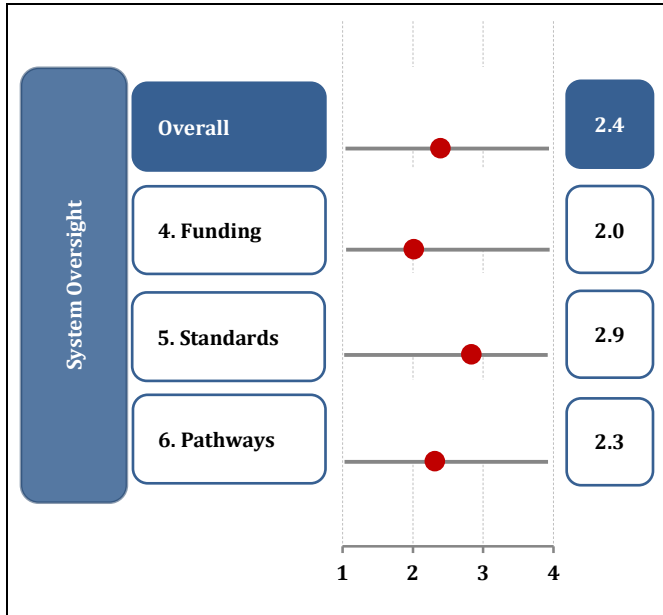 System Oversight
Overall
2.4
4. Funding
2.0
5. Standards
2.9
6. Pathways
2.3
1 2 3 4